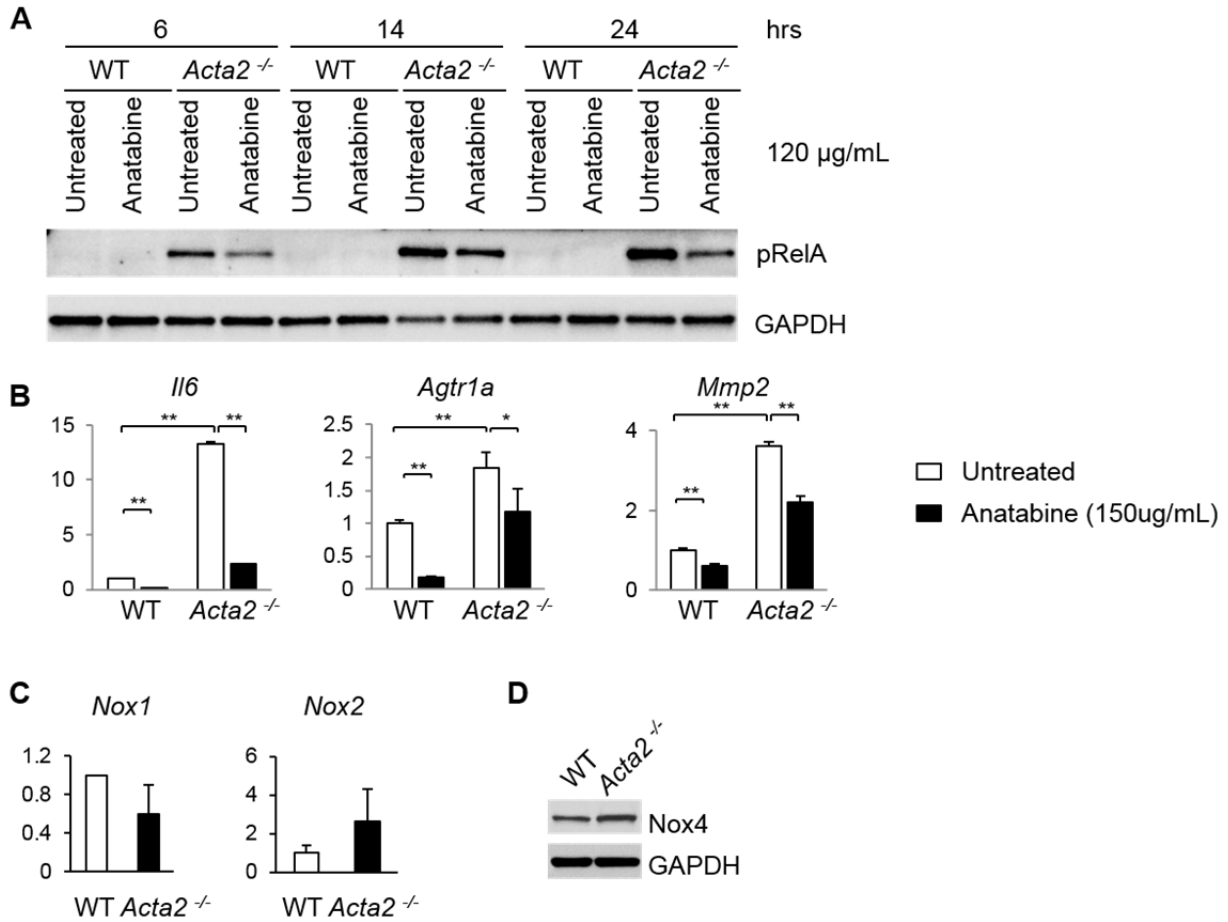 A
6 14 24 hrs
WT Acta2 -/- WT Acta2 -/- WT Acta2 -/-
Untreated Anatabine Untreated Anatabine Untreated Anatabine Untreated Anatabine Untreated Anatabine Untreated Anatabine
120 µg/mL
pRelA
GAPDH
B
Il6
** **
**
15
10
5
0
WT Acta2 -/-
Agtr1a
** *
**
2.5
2
1.5
1
0.5
0
WT Acta2 -/-
Mmp2
** **
**
4
2
0
WT Acta2 -/-
Untreated
Anatabine (150ug/mL)
C
Nox1
1.2
0.8
0.4
0
WT Acta2 -/-
Nox2
6
4
2
0
WT Acta2 -/-
D
WT Acta2 -/-
Nox4
GAPDH